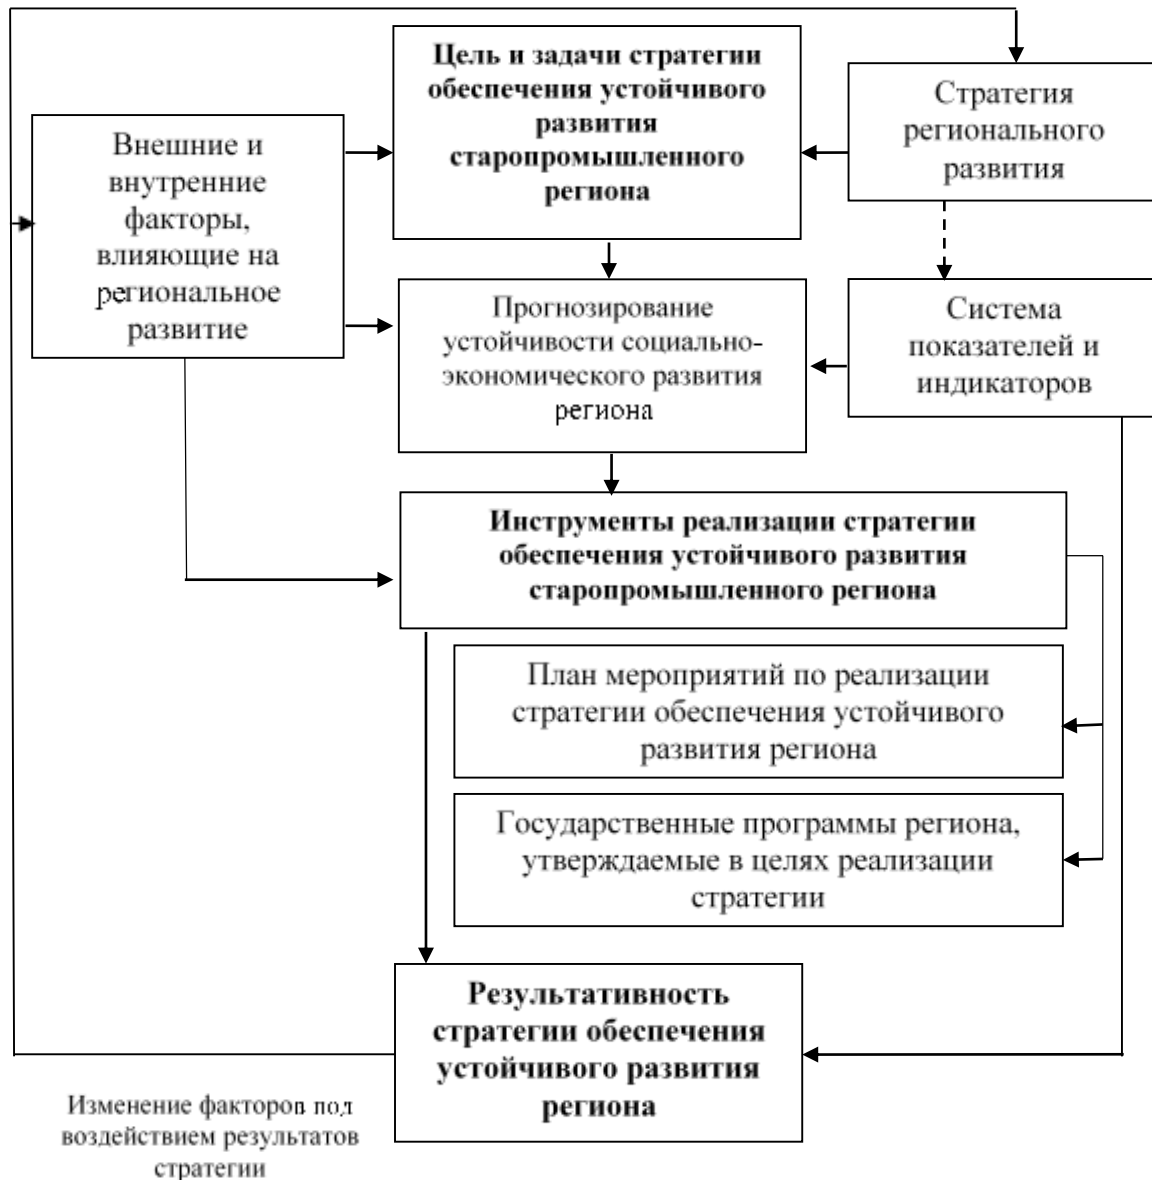 Цель и задачи стратегии
обеспечения устойчивого
развития
старопромышленного
региона
Стратегия
регионального
развития
Внешние и
внутренние
факторы,
влияющие на
региональное
развитие
Прогнозирование
устойчивости социально-
экономического развития
региона
Система
показателей и
индикаторов
Инструменты реализации стратегии
обеспечения устойчивого развития
старопромышленного региона
План мероприятий по реализации
стратегии обеспечения устойчивого
развития региона
Государственные программы региона,
утверждаемые в целях реализации
стратегии
Результативность
стратегии обеспечения
устойчивого развития
региона
Изменение факторов под
воздействием результатов
стратегии